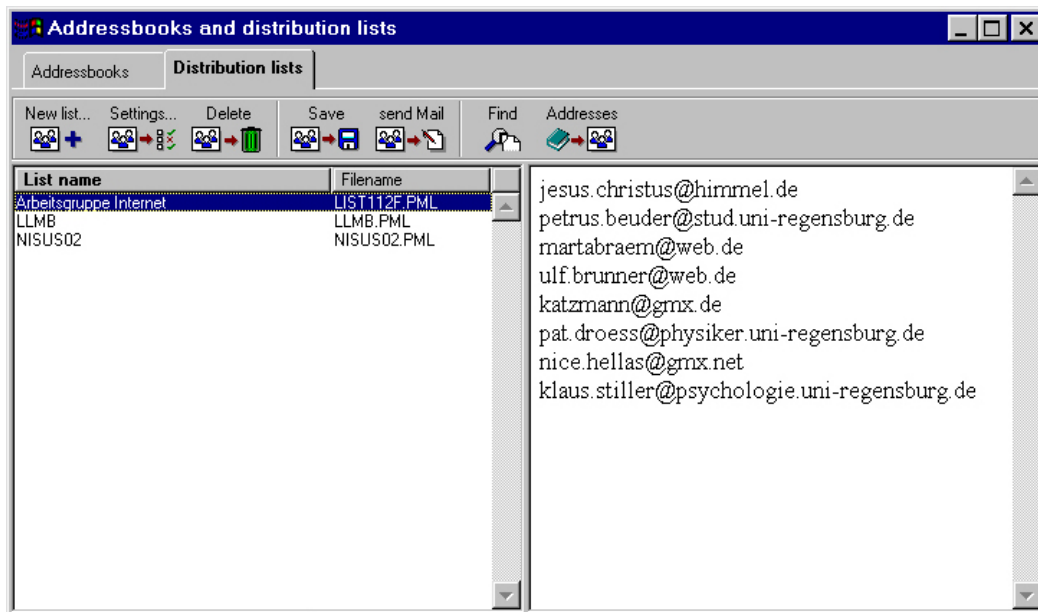 Addressbooks and distribution lists
Addressbooks Distribution lists
New list... Settings... Delete Save send Mail Find Addresses
List name Filename
Arbeitsgruppe Internet LIST112F.PML
LLMB LLMB.PML
NISUS02 NISUS02.PML
jesus.christus@himmel.de
petrus.beuder@stud.uni-regensburg.de
martabraem@web.de
ulf.brunner@web.de
katzmann@gmx.de
pat.droess@physiker.uni-regensburg.de
nice.hellas@gmx.net
klaus.stiller@psychologie.uni-regensburg.de